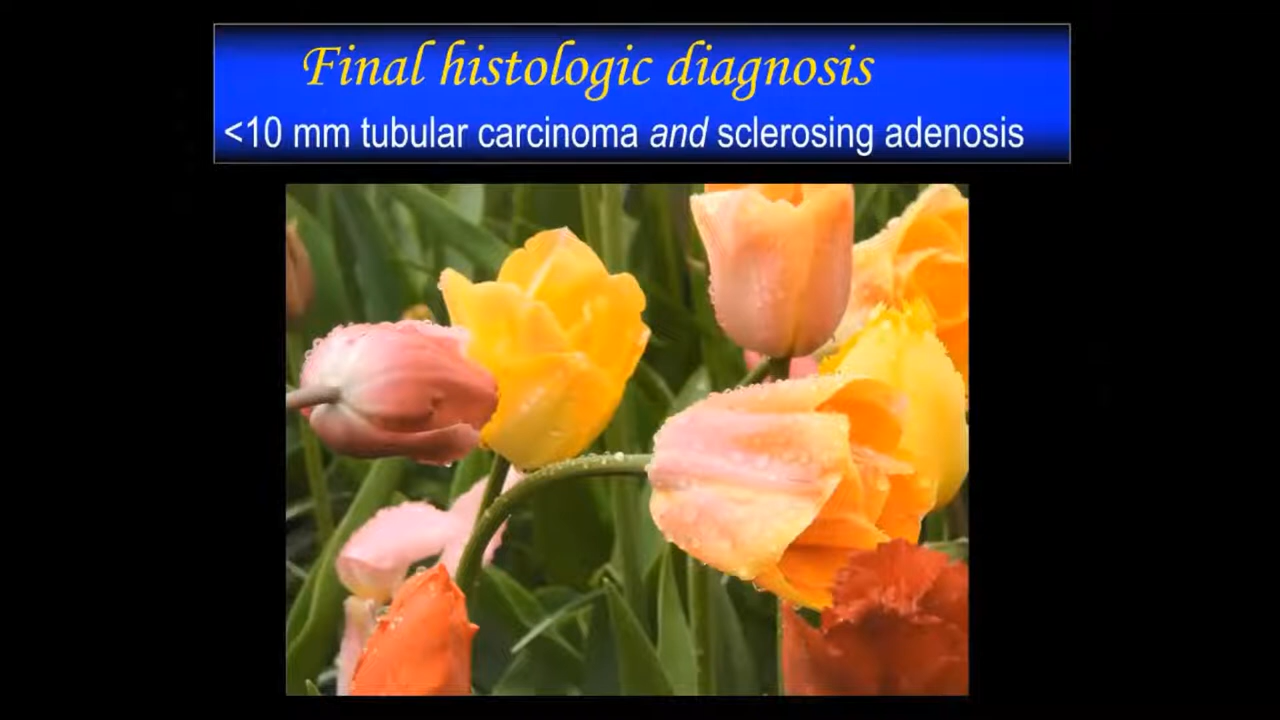 Final histologic diagnosis
<10 mm tubular carcinoma and sclerosing adenosis